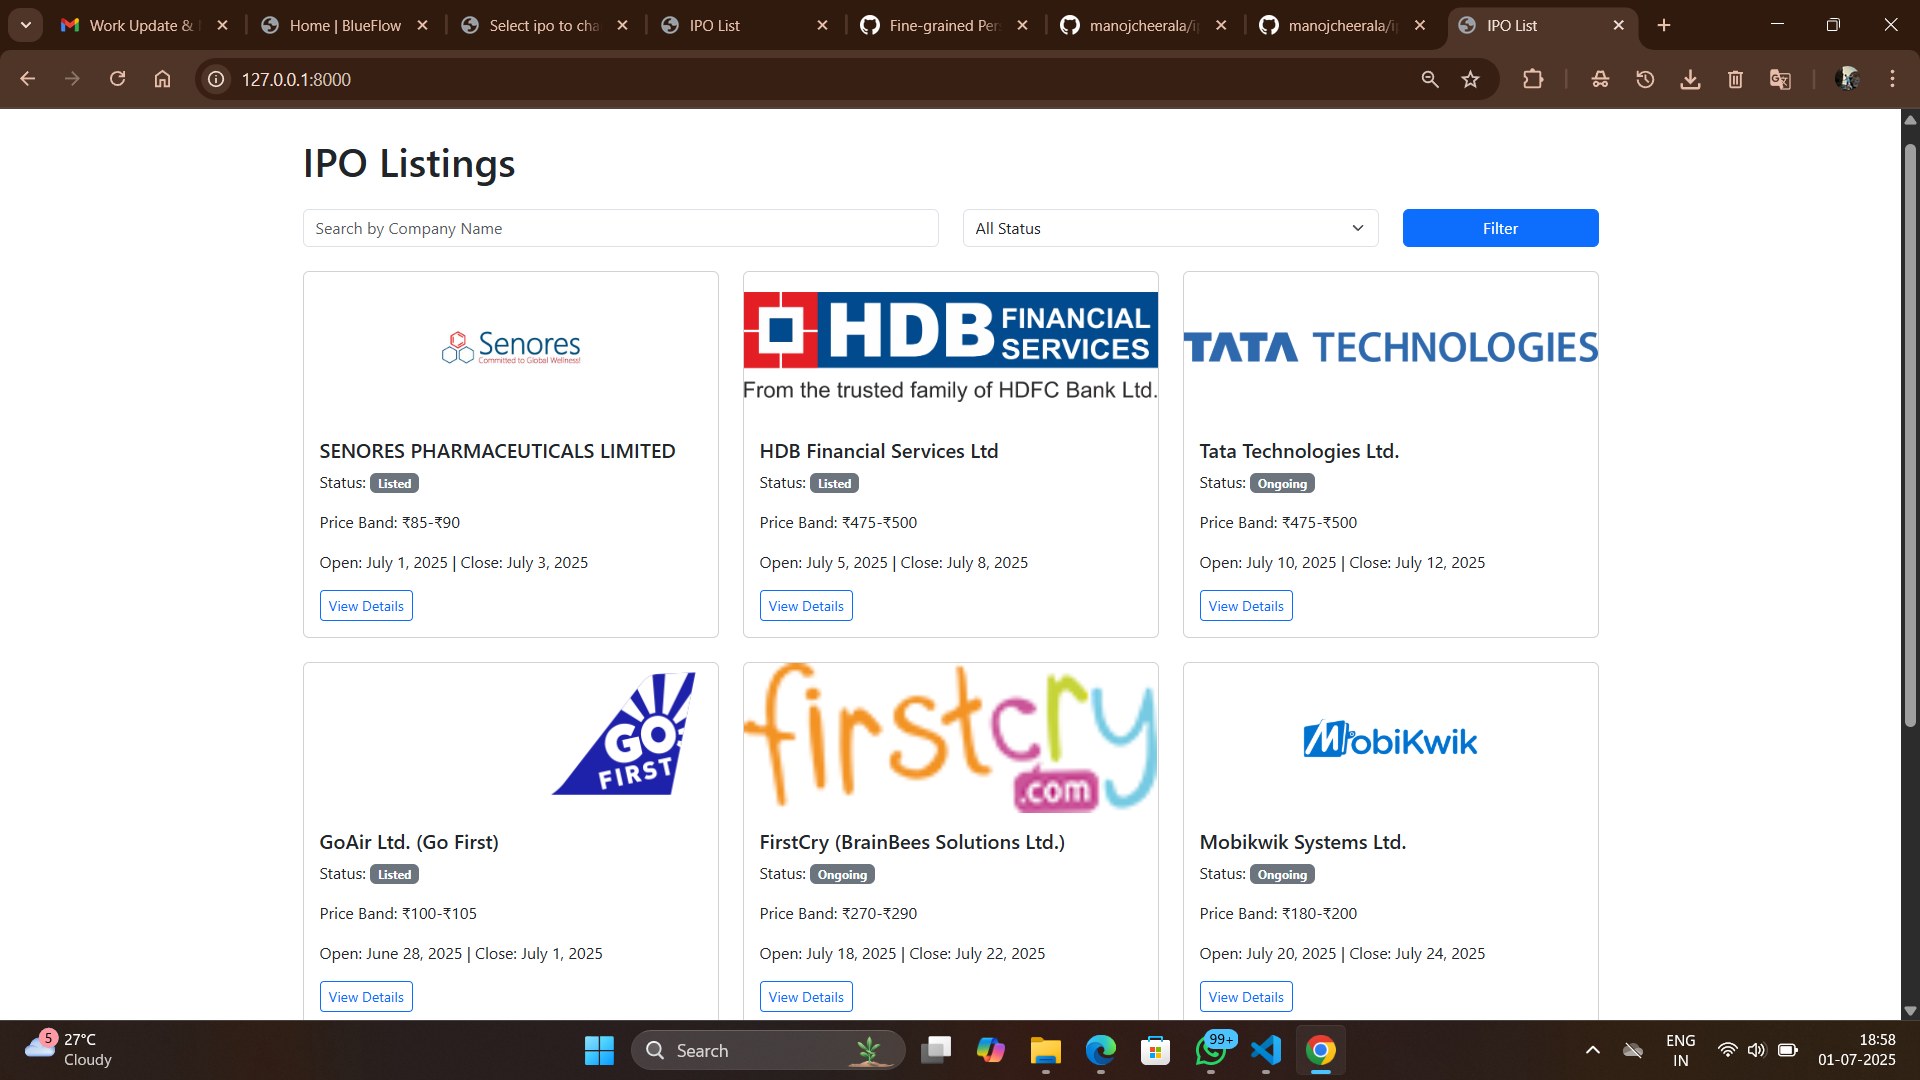 Work Update &
Home | BlueFlow
Select ipo to cha
IPO List
Fine-grained Per
manojcheerala/ip
manojcheerala/ip
IPO List
127.0.0.1:8000
IPO Listings
Search by Company Name
All Status
Filter
Senores
Committed to Global Wellness!
HDB FINANCIAL SERVICES
From the trusted family of HDFC Bank Ltd.
TATA TECHNOLOGIES
SENORES PHARMACEUTICALS LIMITED
Status: Listed
Price Band: ₹85-₹90
Open: July 1, 2025 | Close: July 3, 2025
View Details
HDB Financial Services Ltd
Status: Listed
Price Band: ₹475-₹500
Open: July 5, 2025 | Close: July 8, 2025
View Details
Tata Technologies Ltd.
Status: Ongoing
Price Band: ₹475-₹500
Open: July 10, 2025 | Close: July 12, 2025
View Details
GO FIRST
firstcry
.com
MobiKwik
GoAir Ltd. (Go First)
Status: Listed
Price Band: ₹100-₹105
Open: June 28, 2025 | Close: July 1, 2025
View Details
FirstCry (BrainBees Solutions Ltd.)
Status: Ongoing
Price Band: ₹270-₹290
Open: July 18, 2025 | Close: July 22, 2025
View Details
Mobikwik Systems Ltd.
Status: Ongoing
Price Band: ₹180-₹200
Open: July 20, 2025 | Close: July 24, 2025
View Details
5
27°C
Cloudy
Search
99+
ENG
IN
18:58
01-07-2025